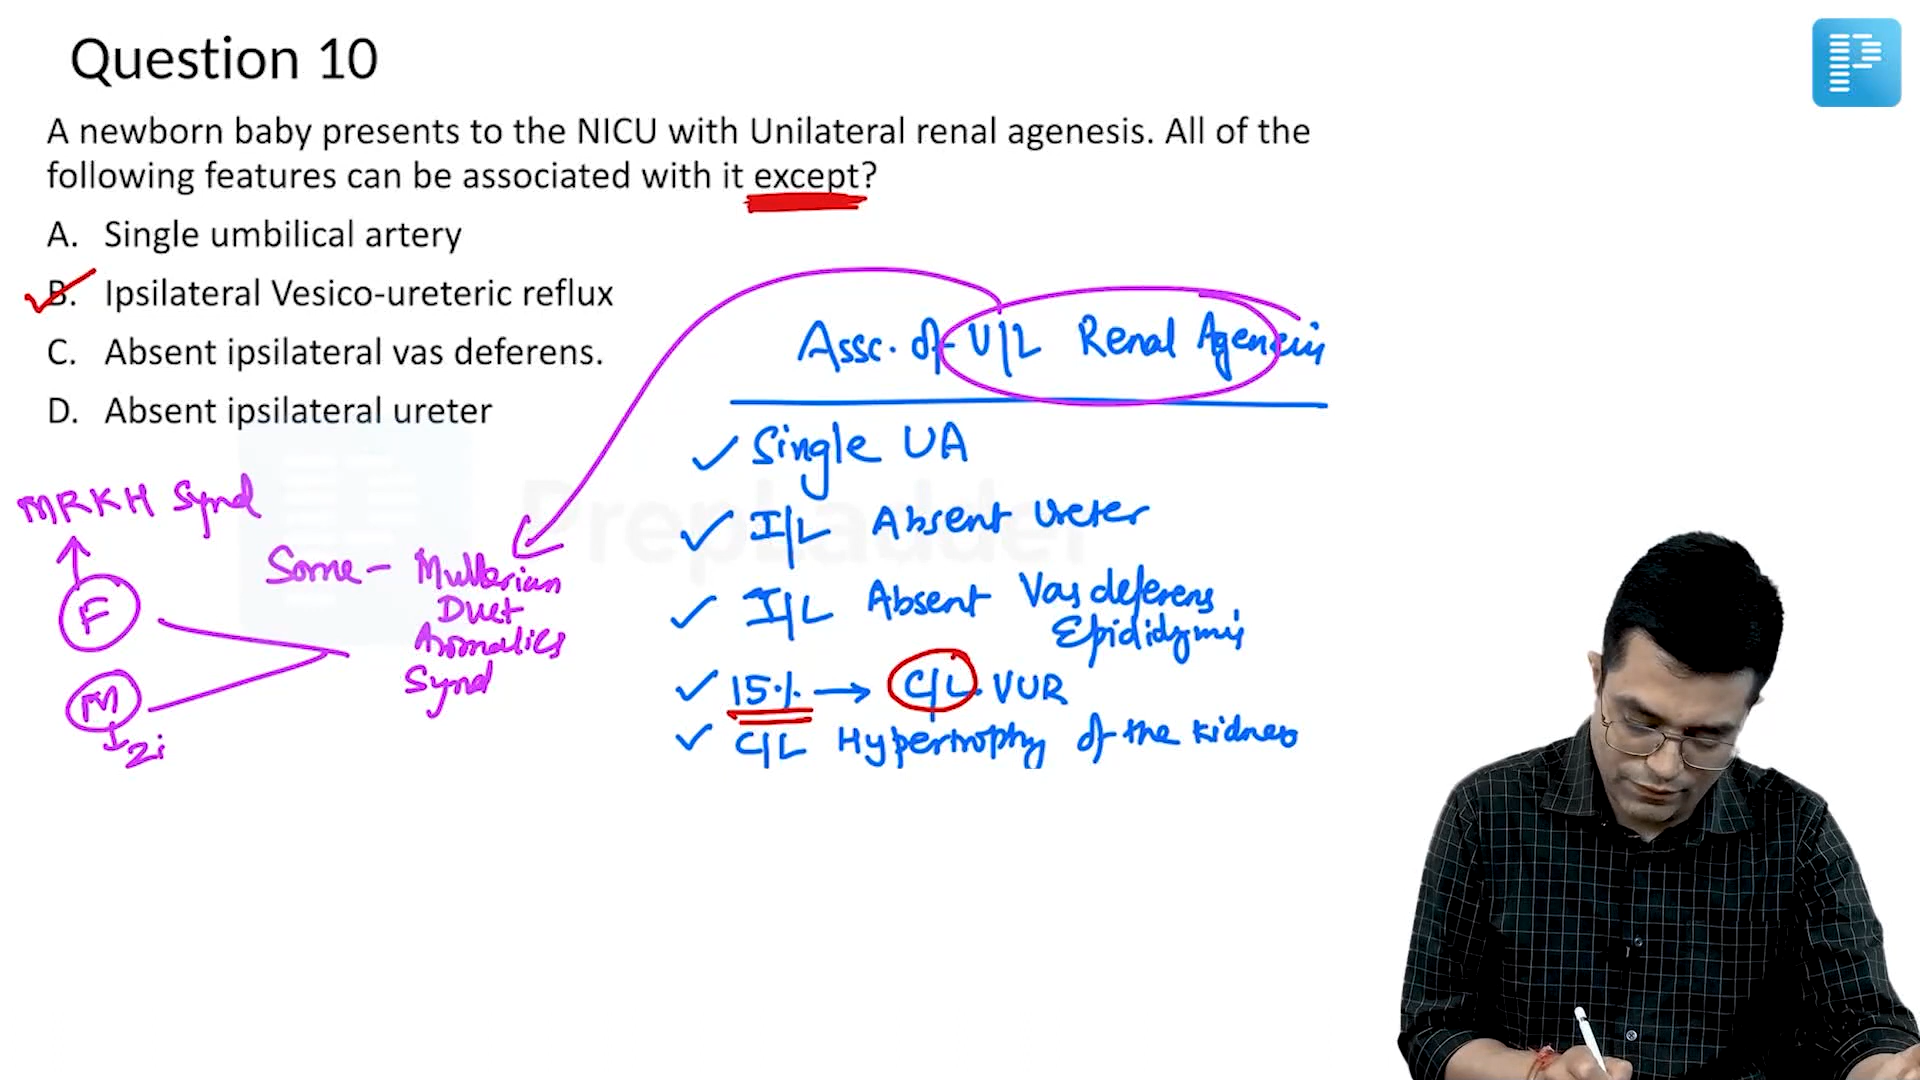 Question 10
A newborn baby presents to the NICU with Unilateral renal agenesis. All of the
following features can be associated with it except?
A. Single umbilical artery
B. Ipsilateral Vesico-ureteric reflux
C. Absent ipsilateral vas deferens.
D. Absent ipsilateral ureter
Assc. of U/L Renal Agenesis
Single UA
I/L Absent Ureter
I/L Absent Vas deferens,
Epididymis
15% → C/L VUR
C/L Hypertrophy of the kidney
MRKH Synd
F
M
Some - Mullerian
Duct
Anomalies
Synd
PrepLadder